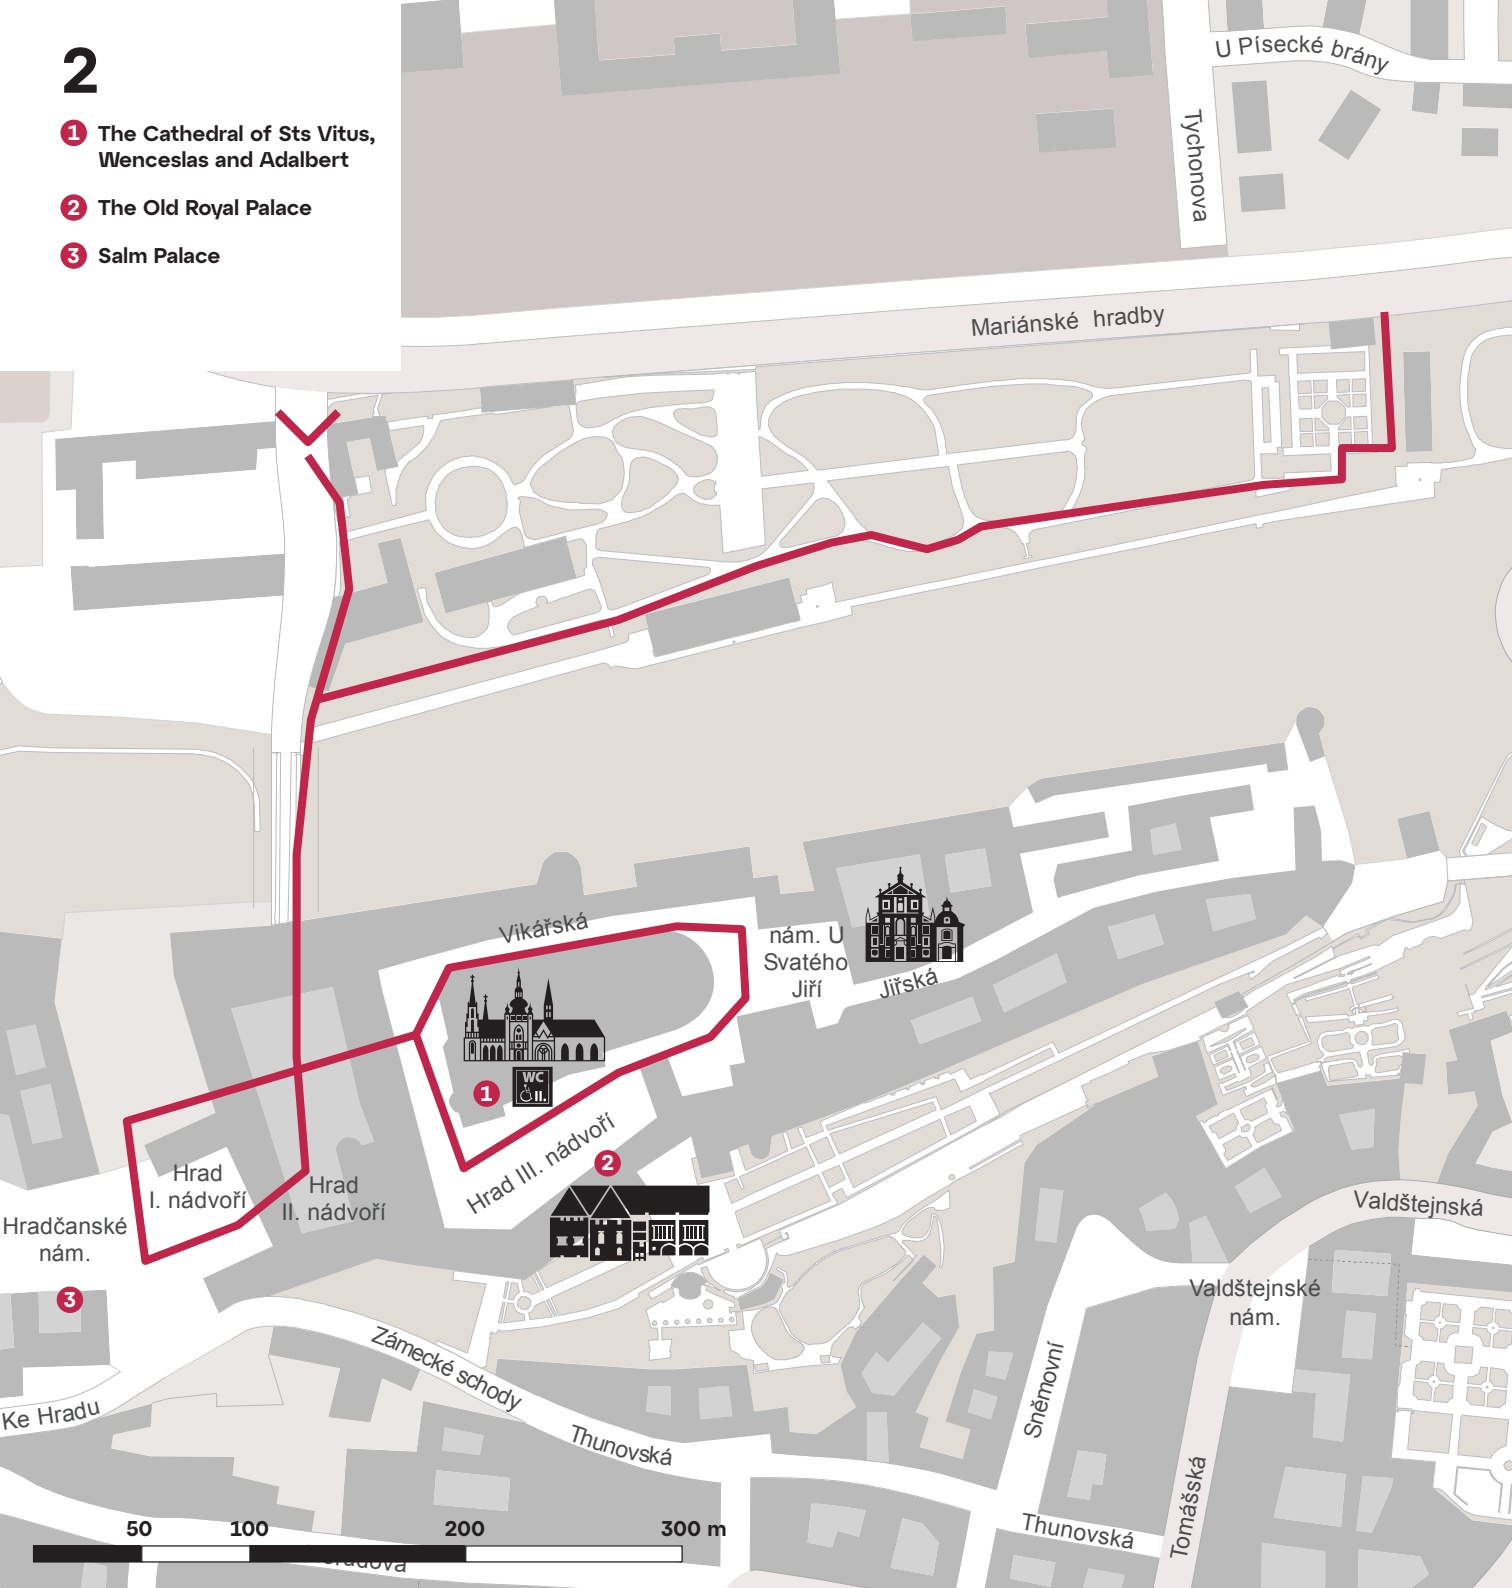 2
1 The Cathedral of Sts Vitus,
Wenceslas and Adalbert
2 The Old Royal Palace
3 Salm Palace
U Písecké brány
Tychonova
Mariánské hradby
Vikářská
nám. U
Svatého
Jiří
Jiřská
WC
II.
1
Hrad III. nádvoří
2
Hrad
I. nádvoří
Hrad
II. nádvoří
Hradčanské
nám.
3
Valdštejnská
Valdštejnské
nám.
Zámecké schody
Ke Hradu
Thunovská
Sněmovní
Tomášská
Thunovská
50 100 200 300 m